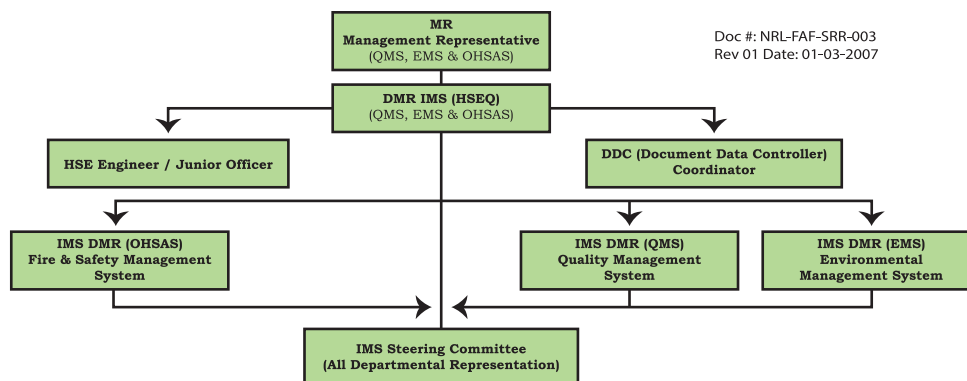 MR
Management Representative
(QMS, EMS & OHSAS)
Doc #: NRL-FAF-SRR-003
Rev 01 Date: 01-03-2007
DMR IMS (HSEQ)
(QMS, EMS & OHSAS)
HSE Engineer / Junior Officer
DDC (Document Data Controller)
Coordinator
IMS DMR (OHSAS)
Fire & Safety Management
System
IMS DMR (QMS)
Quality Management
System
IMS DMR (EMS)
Environmental
Management System
IMS Steering Committee
(All Departmental Representation)